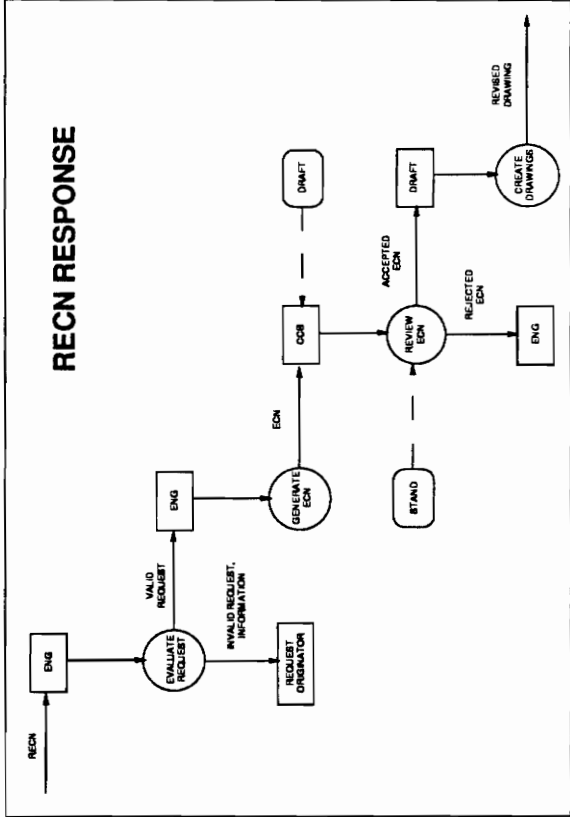 RECN RESPONSE
RECN
ENG
EVALUATE
REQUEST
VALID
REQUEST
INVALID REQUEST,
INFORMATION
REQUEST
ORIGINATOR
ENG
GENERATE
ECN
ECN
CCB
DRAFT
STAND
REVIEW
ECN
ACCEPTED
ECN
REJECTED
ECN
ENG
DRAFT
CREATE
DRAWINGS
REVISED
DRAWING